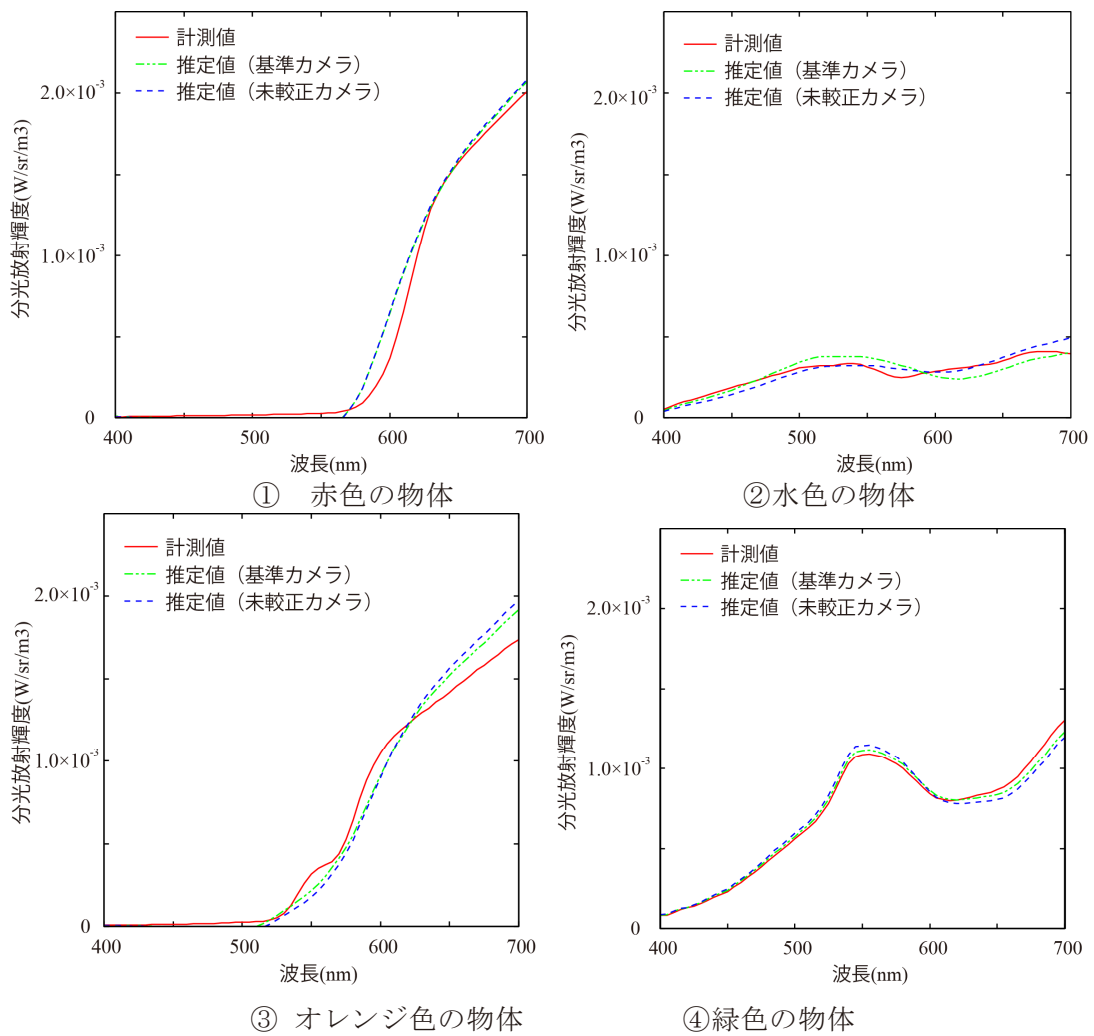 計測値
推定値（基準カメラ）
推定値（未較正カメラ）
2.0×10-3
1.0×10-3
0
分光放射輝度(W/sr/m3)
400 500 600 700
波長(nm)
① 赤色の物体
計測値
推定値（基準カメラ）
推定値（未較正カメラ）
2.0×10-3
1.0×10-3
0
分光放射輝度(W/sr/m3)
400 500 600 700
波長(nm)
②水色の物体
計測値
推定値（基準カメラ）
推定値（未較正カメラ）
2.0×10-3
1.0×10-3
0
分光放射輝度(W/sr/m3)
400 500 600 700
波長(nm)
③ オレンジ色の物体
計測値
推定値（基準カメラ）
推定値（未較正カメラ）
2.0×10-3
1.0×10-3
0
分光放射輝度(W/sr/m3)
400 500 600 700
波長(nm)
④緑色の物体